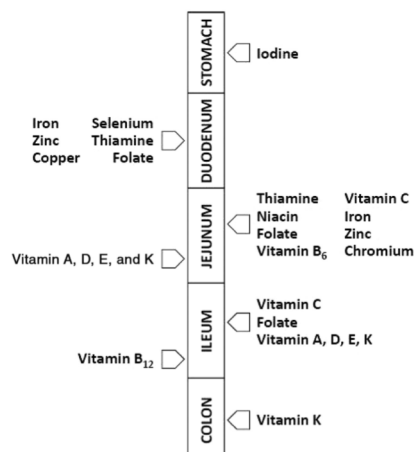 STOMACH
Iodine
DUODENUM
Iron Selenium
Zinc Thiamine
Copper Folate
JEJUNUM
Thiamine Vitamin C
Niacin Iron
Folate Zinc
Vitamin B₆ Chromium
Vitamin A, D, E, and K
ILEUM
Vitamin C
Folate
Vitamin A, D, E, K
Vitamin B₁₂
COLON
Vitamin K